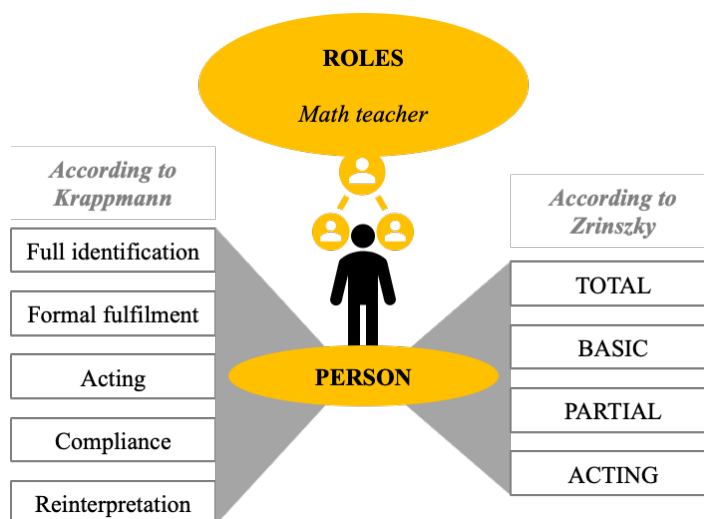 ROLES
Math teacher
According to
Krappmann
Full identification
Formal fulfilment
Acting
Compliance
Reinterpretation
PERSON
According to
Zrinszky
TOTAL
BASIC
PARTIAL
ACTING